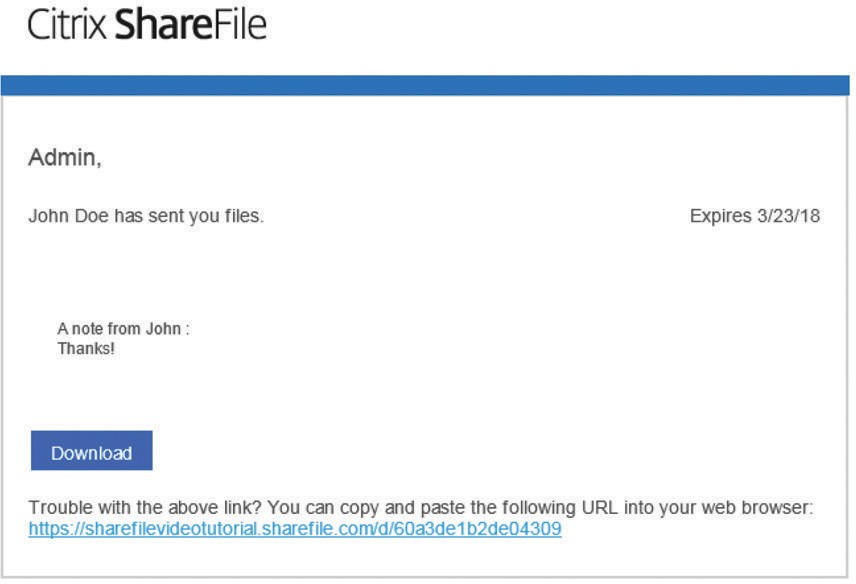 Citrix ShareFile
Admin,
John Doe has sent you files.
Expires 3/23/18
A note from John :
Thanks!
Download
Trouble with the above link? You can copy and paste the following URL into your web browser:
https://sharefilevideotutorial.sharefile.com/d/60a3de1b2de04309